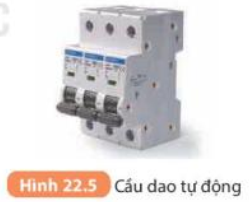 Hình 22.5 Cầu dao tự động